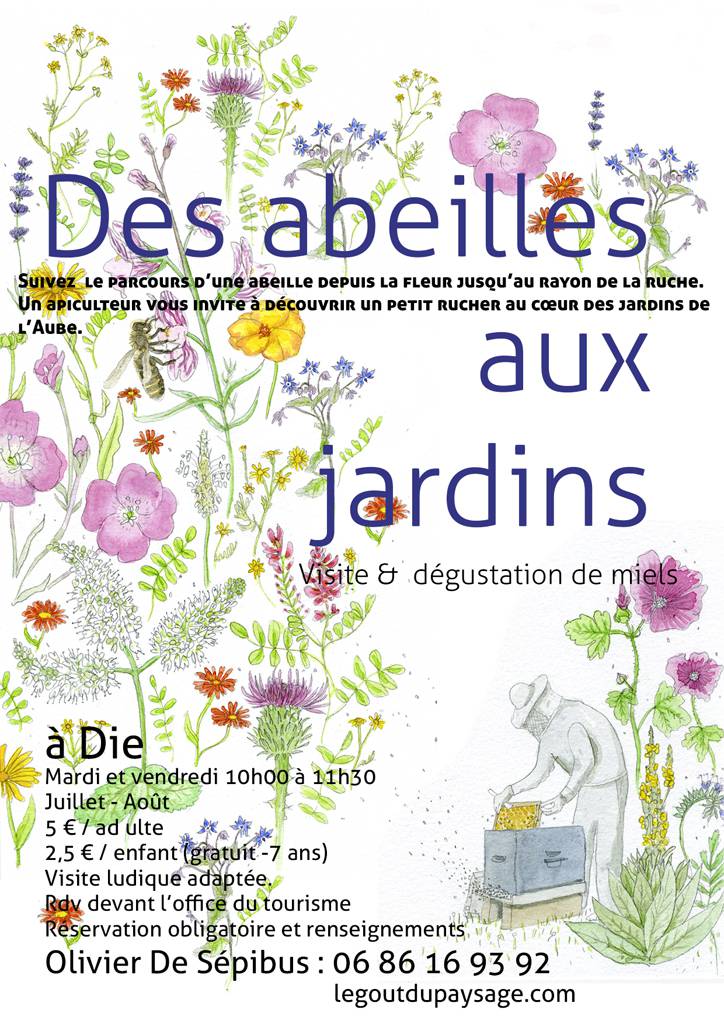 Des abeilles
Suivez le parcours d'une abeille depuis la fleur jusqu'au rayon de la ruche.
Un apiculteur vous invite à découvrir un petit rucher au cœur des jardins de
l'Aube.
aux
jardins
Visite & dégustation de miels
à Die
Mardi et vendredi 10h00 à 11h30
Juillet - Août
5 € / ad ulte
2,5 € / enfant (gratuit -7 ans)
Visite ludique adaptée.
Rdv devant l'office du tourisme
Réservation obligatoire et renseignements
Olivier De Sépibus : 06 86 16 93 92
legoutdupaysage.com